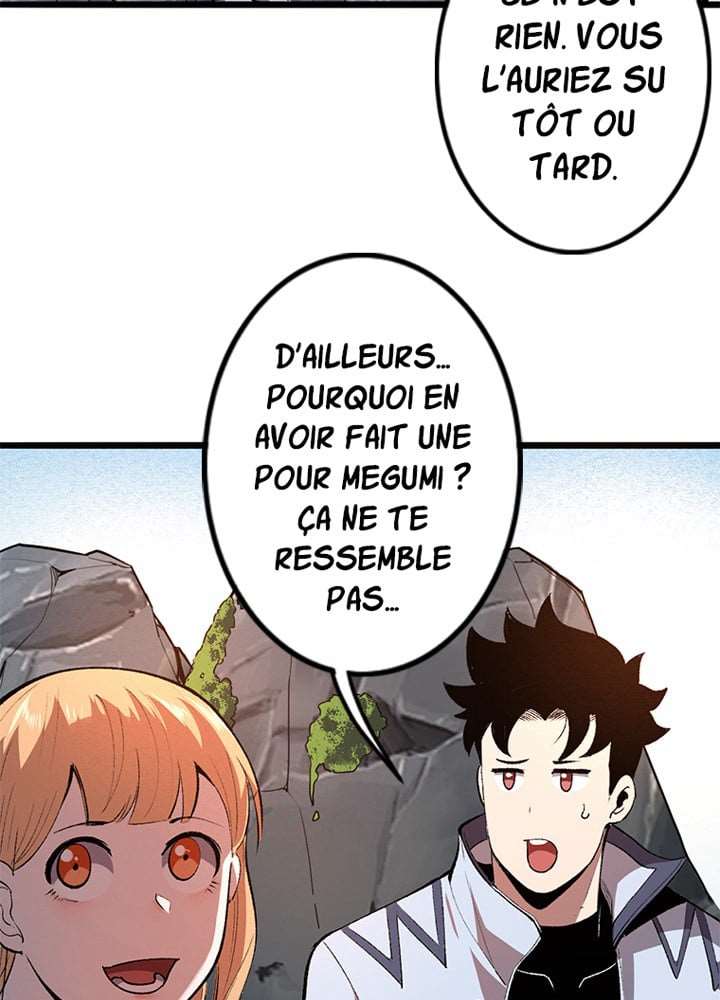 RIEN. VOUS
L'AURIEZ SU
TÔT OU
TARD.
D'AILLEURS...
POURQUOI EN
AVOIR FAIT UNE
POUR MEGUMI ?
ÇA NE TE
RESSEMBLE
PAS...